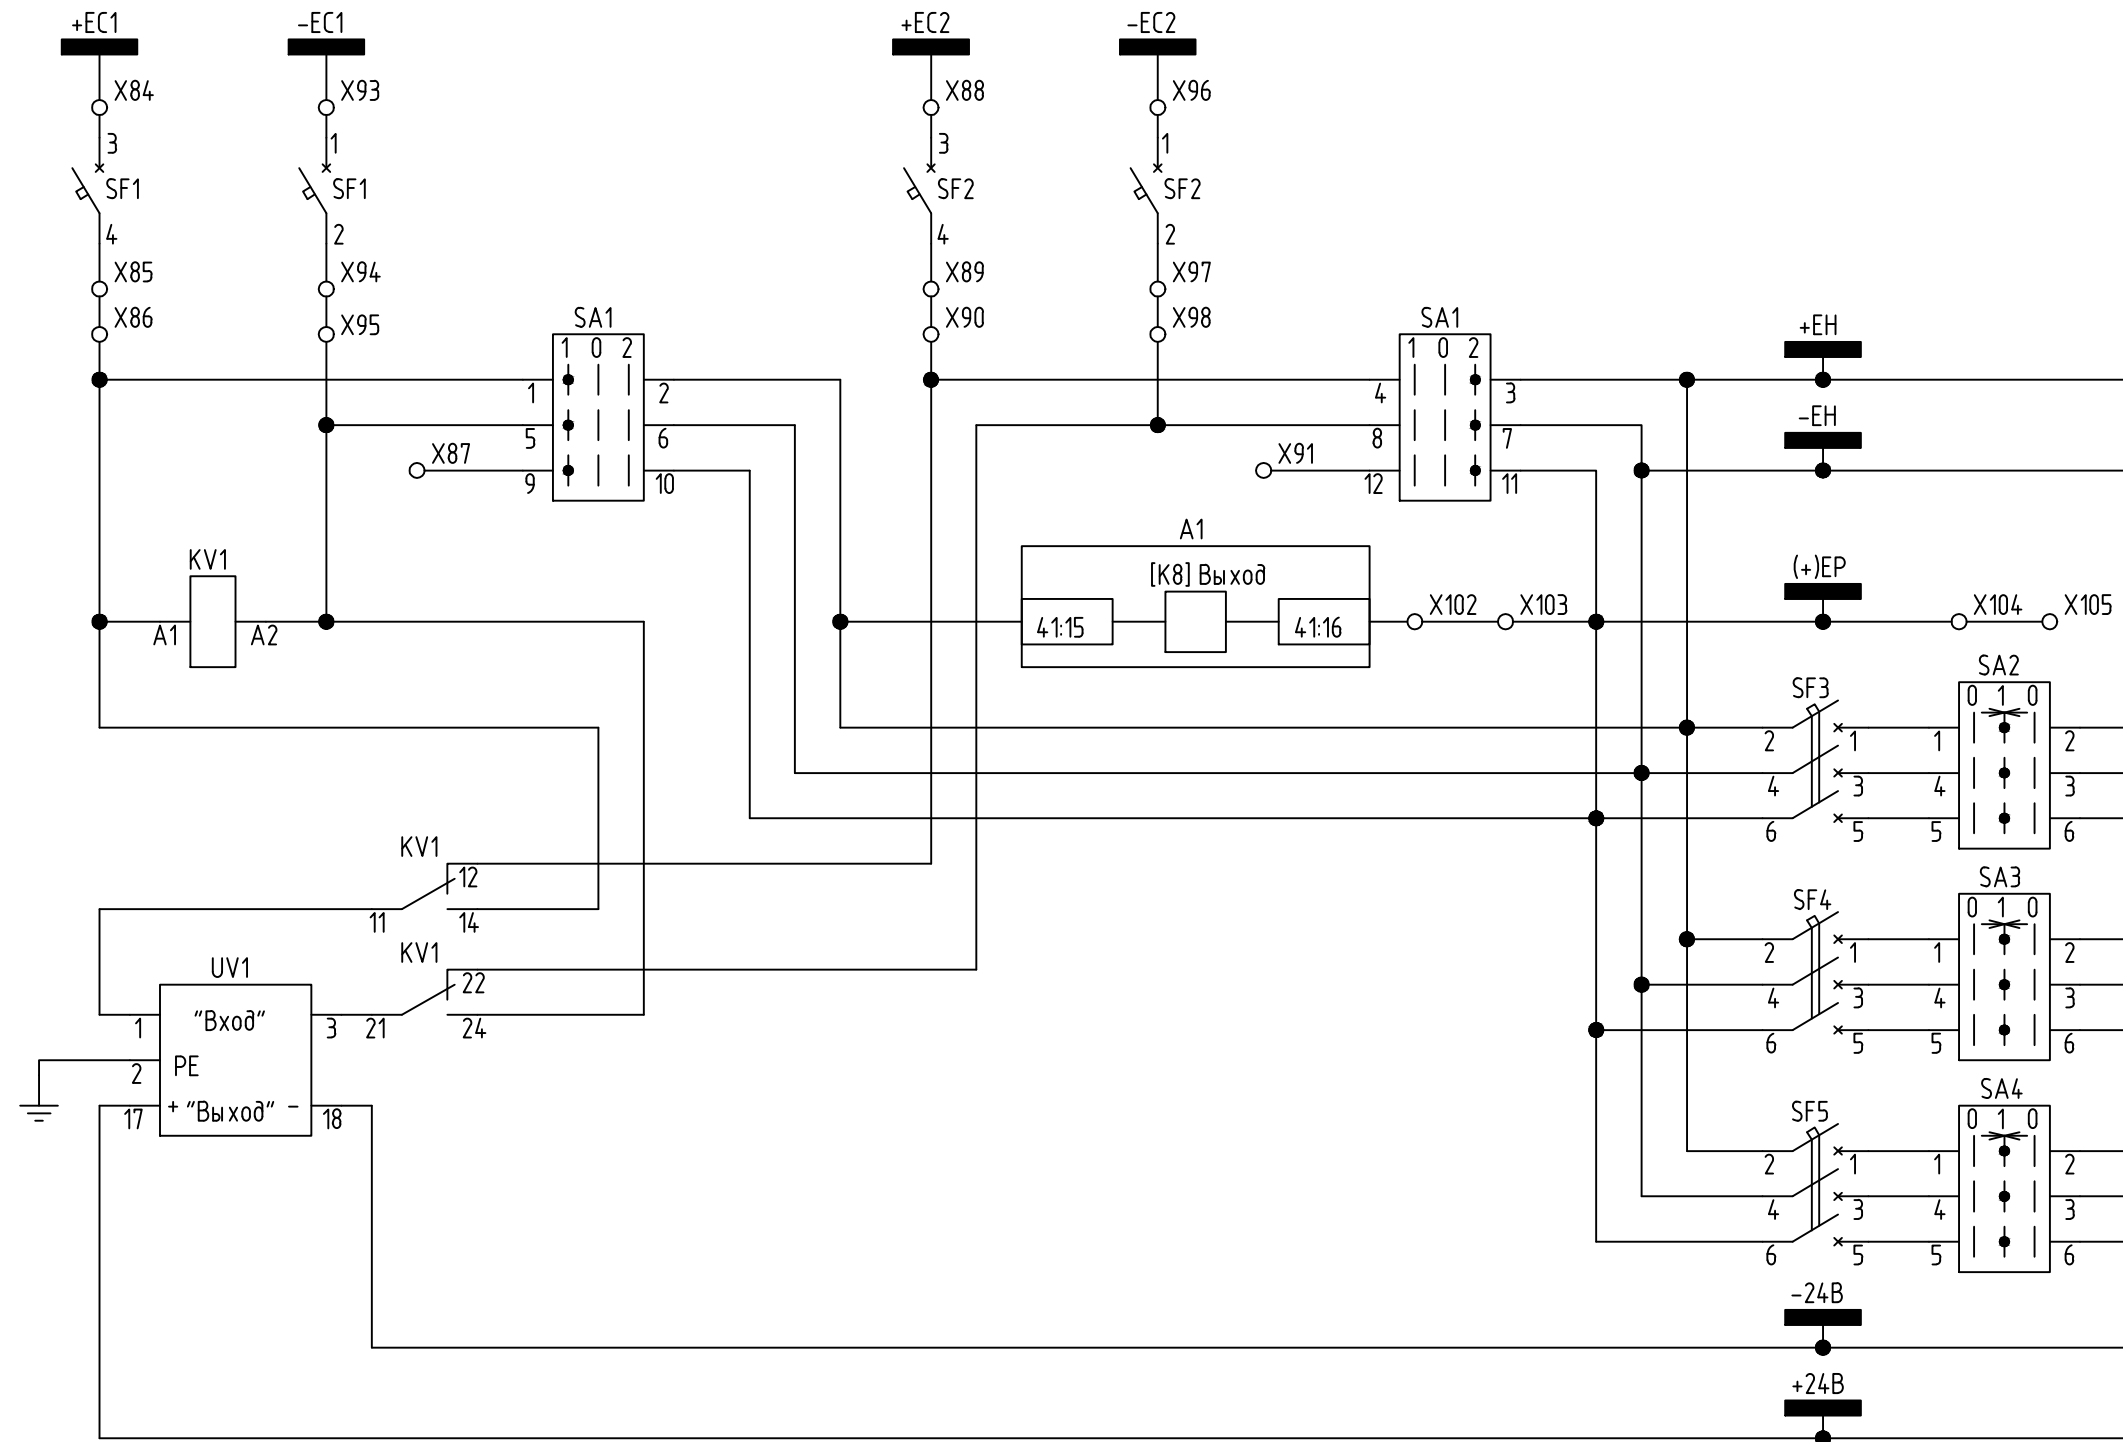 +EC1 -EC1 +EC2 -EC2
X84 X93 X88 X96
3 1 3 1
SF1 SF1 SF2 SF2
4 2 4 2
X85 X94 X89 X97
X86 X95 SA1 X90 X98 SA1 +EH
1 0 2 1 0 2
1 2 4 3
-EH
5 6 8 7
X87 X91
9 10 12 11
A1
KV1 [K8] Выход (+)EP
X102 X103 X104 X105
A1 A2 41:15 41:16
SA2
SF3 0 1 0
2 1 1 2
4 3 4 3
6 5 5 6
KV1
12
SA3
SF4 0 1 0
11 14
KV1
2 1 1 2
UV1 22
4 3 4 3
"Вход"
1 3 21 24
6 5 5 6
PE
2
SA4
+ "Выход" -
17 18
SF5 0 1 0
2 1 1 2
4 3 4 3
6 5 5 6
-24В
+24В